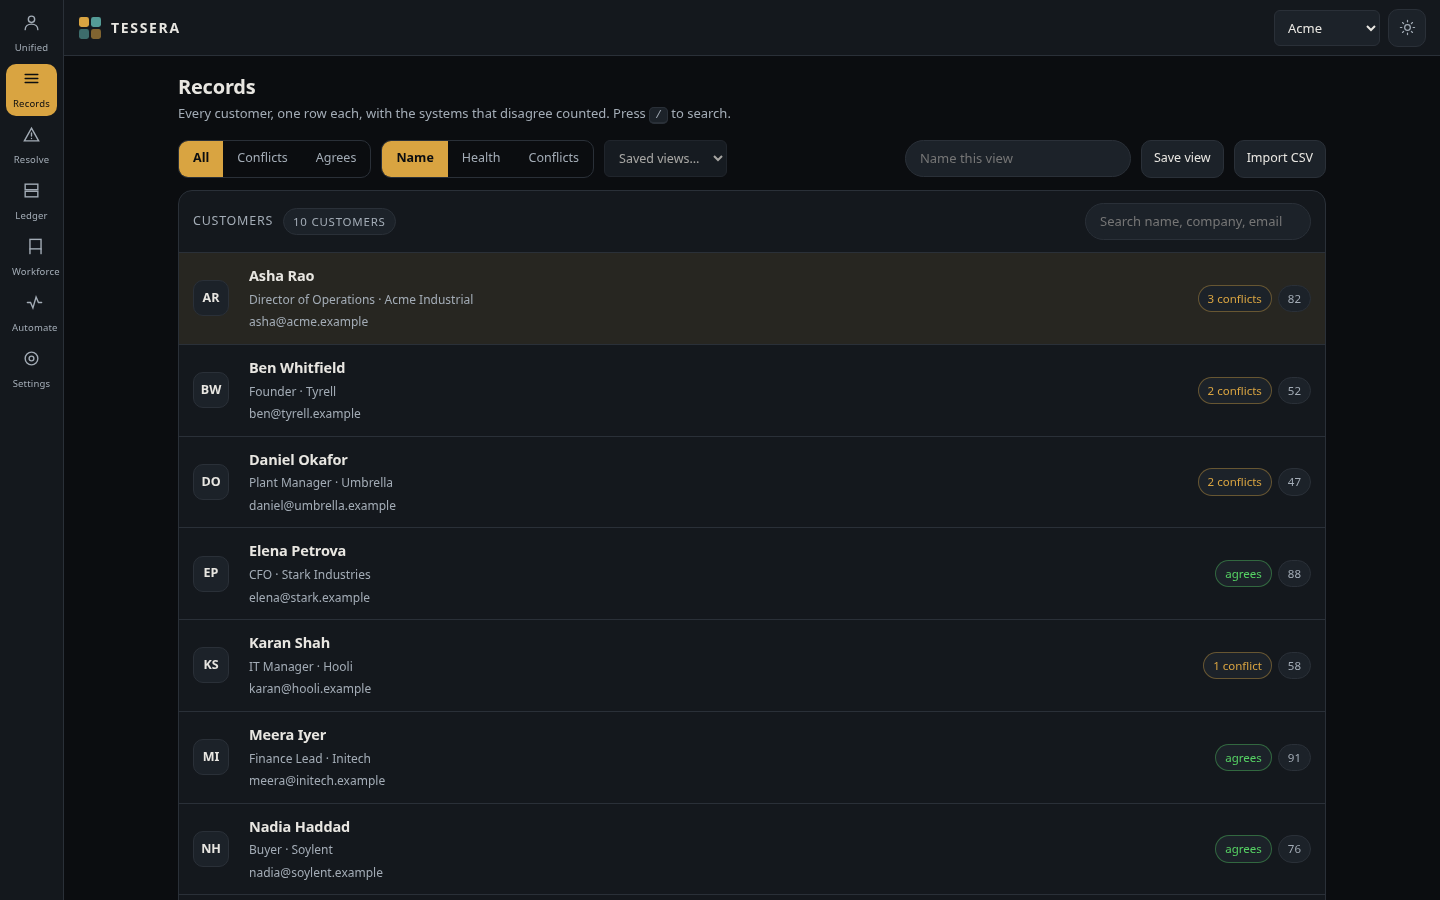 Unified
Records
Resolve
Ledger
Workforce
Automate
Settings
TESSERA
Acme
Records
Every customer, one row each, with the systems that disagree counted. Press / to search.
All Conflicts Agrees Name Health Conflicts Saved views... Name this view Save view Import CSV
CUSTOMERS 10 CUSTOMERS Search name, company, email
AR
Asha Rao
Director of Operations · Acme Industrial
asha@acme.example
3 conflicts 82
BW
Ben Whitfield
Founder · Tyrell
ben@tyrell.example
2 conflicts 52
DO
Daniel Okafor
Plant Manager · Umbrella
daniel@umbrella.example
2 conflicts 47
EP
Elena Petrova
CFO · Stark Industries
elena@stark.example
agrees 88
KS
Karan Shah
IT Manager · Hooli
karan@hooli.example
1 conflict 58
MI
Meera Iyer
Finance Lead · Initech
meera@initech.example
agrees 91
NH
Nadia Haddad
Buyer · Soylent
nadia@soylent.example
agrees 76